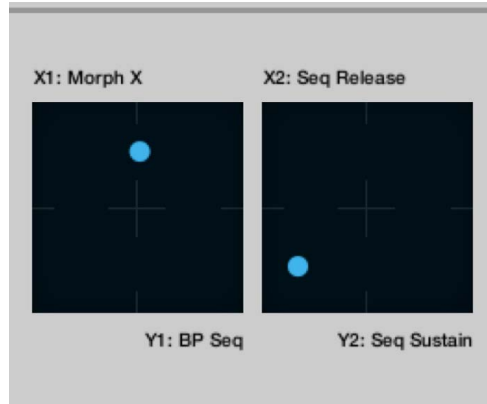 X1: Morph X
X2: Seq Release
Y1: BP Seq
Y2: Seq Sustain